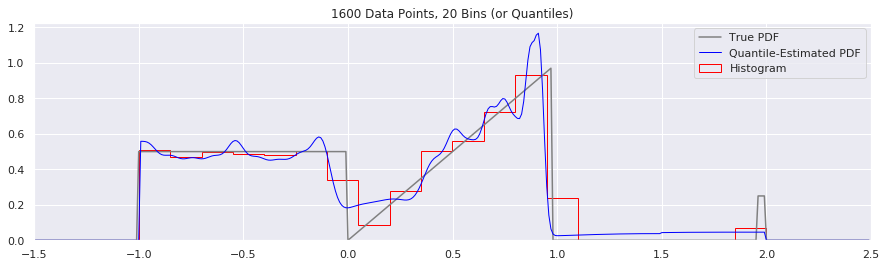 1600 Data Points, 20 Bins (or Quantiles)
True PDF
Quantile-Estimated PDF
Histogram
1.2
1.0
0.8
0.6
0.4
0.2
0.0
−1.5 −1.0 −0.5 0.0 0.5 1.0 1.5 2.0 2.5